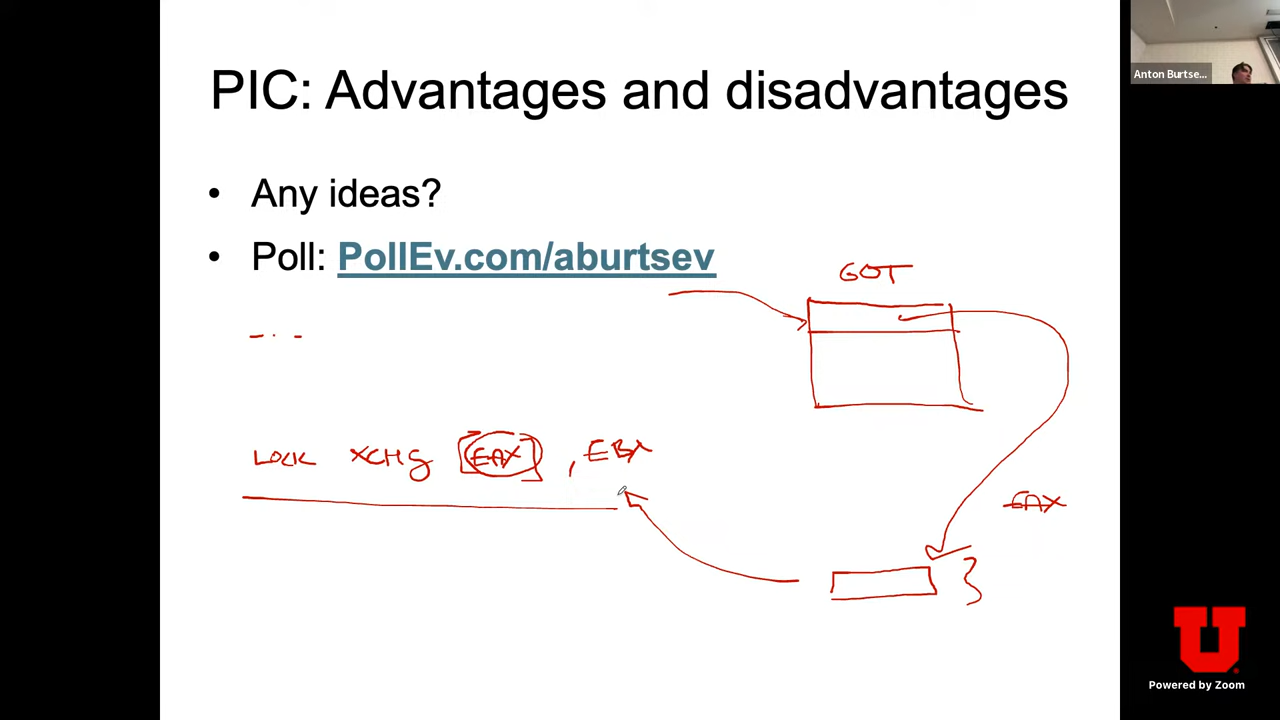 PIC: Advantages and disadvantages
Anton Burtse...
• Any ideas?
• Poll: PollEv.com/aburtsev
GOT
LOCK XCHG [EAX], EBX
EAX
U
Powered by Zoom